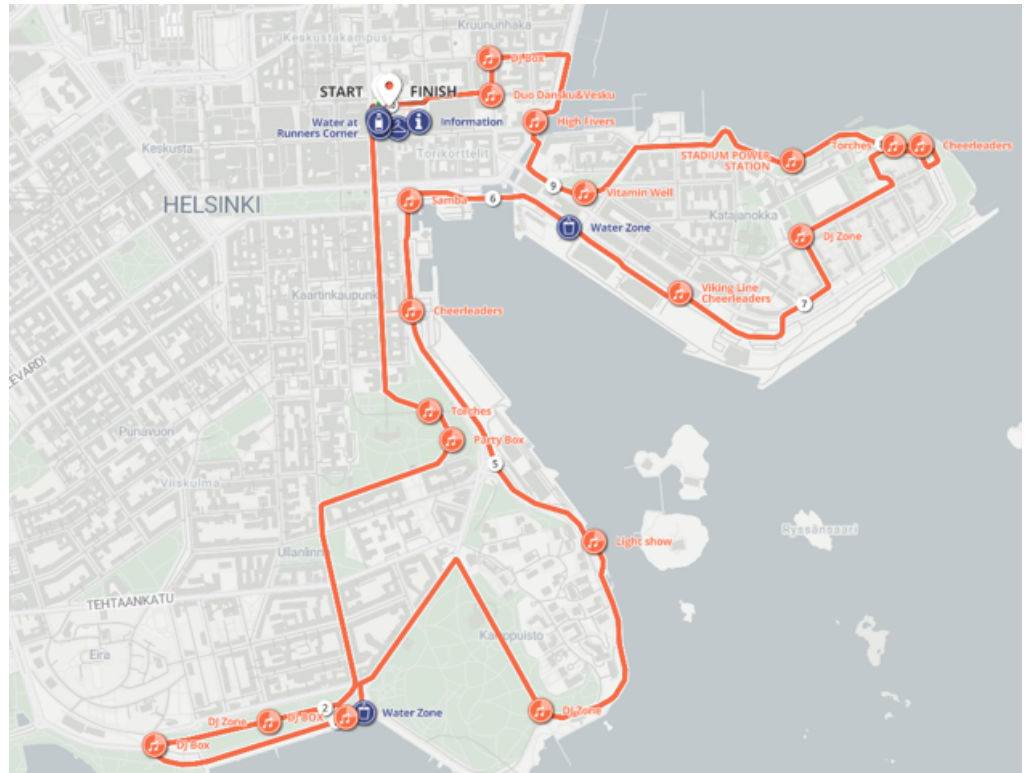 Kruununhaka
Keskustakampus
DJ Box
START
FINISH
Duo Dansku&Vesku
Water at
Runners Corner
Information
High Fivers
Torikorttelit
Keskusta
STADIUM POWER
STATION
Torches
Cheerleaders
9
Vitamin Well
6
HELSINKI
Samba
Water Zone
Katajanokka
DJ Zone
Viking Line
Cheerleaders
7
Kaartinkaupunki
Cheerleaders
LEVARDI
Torches
Punavuori
Party Box
5
Viiskulma
Ryssänsaari
Light show
Ullanlinna
TEHTAANKATU
Kaivopuisto
Eira
2
DJ Zone
DJ BOX
Water Zone
DJ Zone
DJ Box